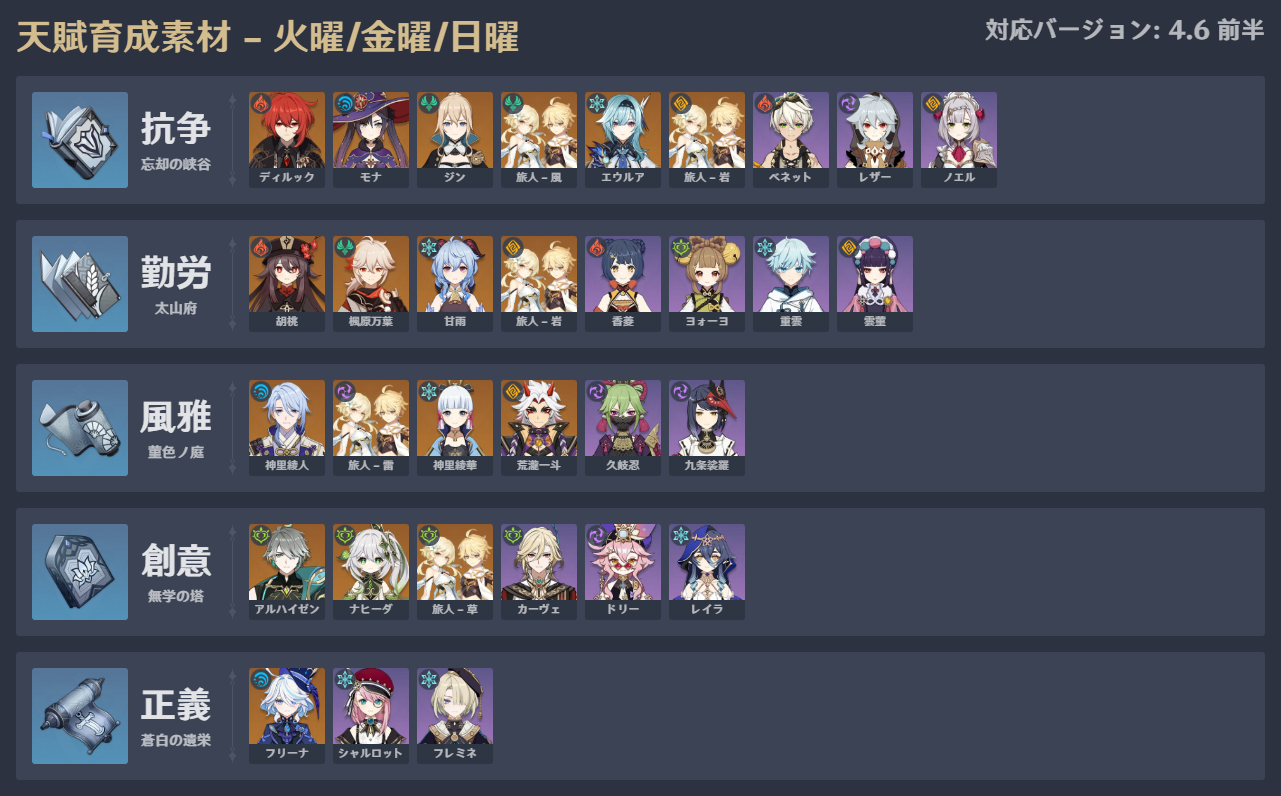 天賦育成素材 – 火曜/金曜/日曜
対応バージョン: 4.6 前半
抗争
忘却の峡谷
ディルック
モナ
ジン
旅人 – 風
エウルア
旅人 – 岩
ベネット
レザー
ノエル
勤労
太山府
胡桃
楓原万葉
甘雨
旅人 – 岩
香菱
ヨォーヨ
重雲
雲菫
風雅
菫色ノ庭
神里綾人
旅人 – 雷
神里綾華
荒瀧一斗
久岐忍
九条裟羅
創意
無学の塔
アルハイゼン
ナヒーダ
旅人 – 草
カーヴェ
ドリー
レイラ
正義
蒼白の遺栄
フリーナ
シャルロット
フレミネ